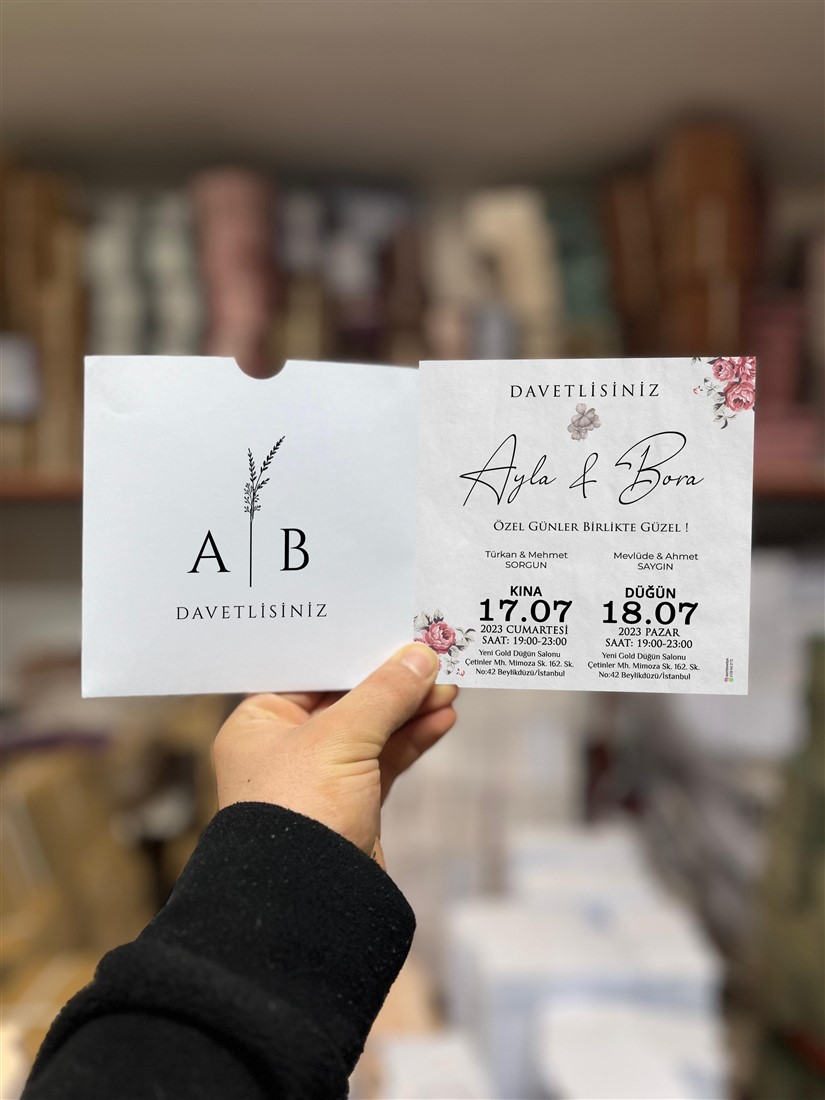 A B
DAVETLİSİNİZ
DAVETLİSİNİZ
Ayla & Bora
ÖZEL GÜNLER BİRLİKTE GÜZEL !
Türkan & Mehmet
SORGUN
Mevlüde & Ahmet
SAYGIN
KINA
17.07
2023 CUMARTESİ
SAAT: 19:00-23:00
Yeni Gold Düğün Salonu
Çetinler Mh. Mimoza Sk. 162. Sk.
No:42 Beylikdüzü/İstanbul
DÜĞÜN
18.07
2023 PAZAR
SAAT: 19:00-23:00
Yeni Gold Düğün Salonu
Çetinler Mh. Mimoza Sk. 162. Sk.
No:42 Beylikdüzü/İstanbul